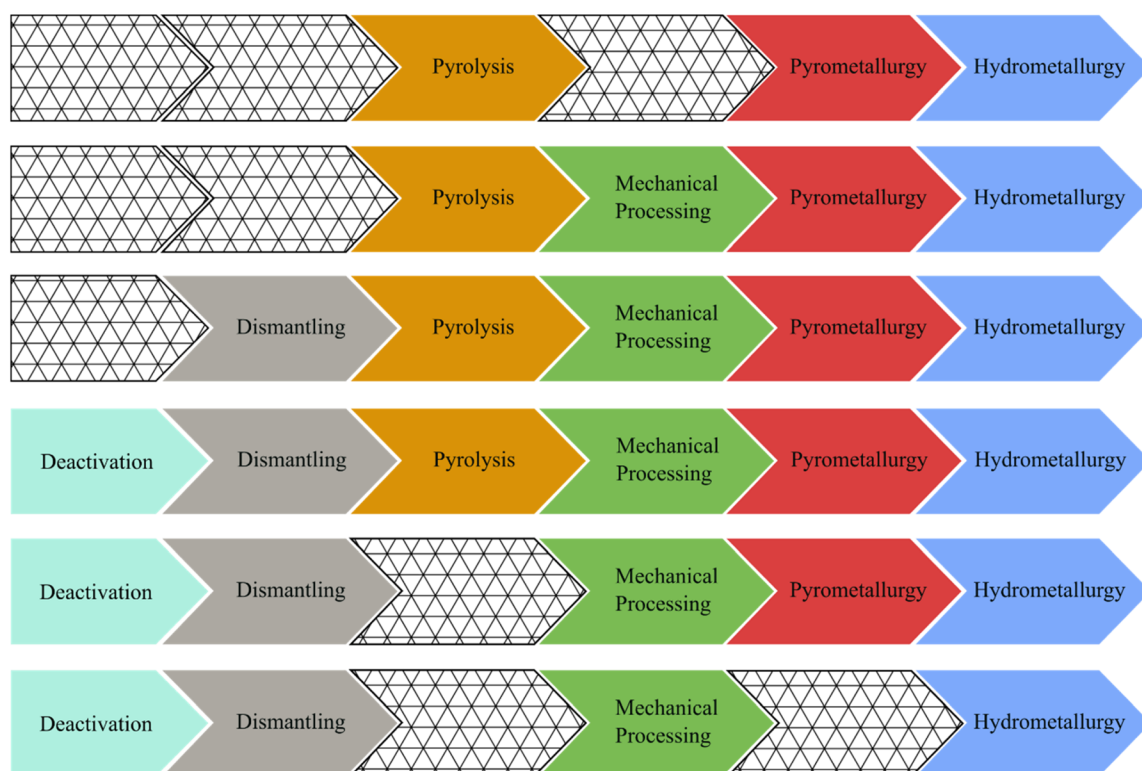 Pyrolysis Pyrometallurgy Hydrometallurgy
Pyrolysis Mechanical Processing Pyrometallurgy Hydrometallurgy
Dismantling Pyrolysis Mechanical Processing Pyrometallurgy Hydrometallurgy
Deactivation Dismantling Pyrolysis Mechanical Processing Pyrometallurgy Hydrometallurgy
Deactivation Dismantling Mechanical Processing Pyrometallurgy Hydrometallurgy
Deactivation Dismantling Mechanical Processing Hydrometallurgy